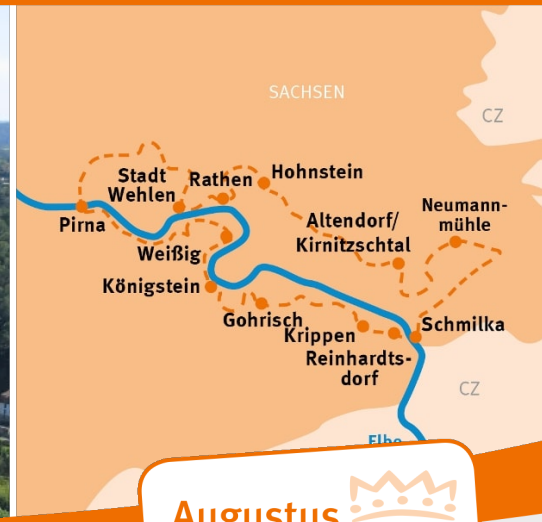 SACHSEN
CZ
Stadt
Wehlen
Rathen
Hohnstein
Pirna
Altendorf/
Kirnitzschtal
Neumann-
mühle
Weißig
Königstein
Gohrisch
Krippen
Schmilka
Reinhardts-
dorf
CZ
Elbe
Augustus